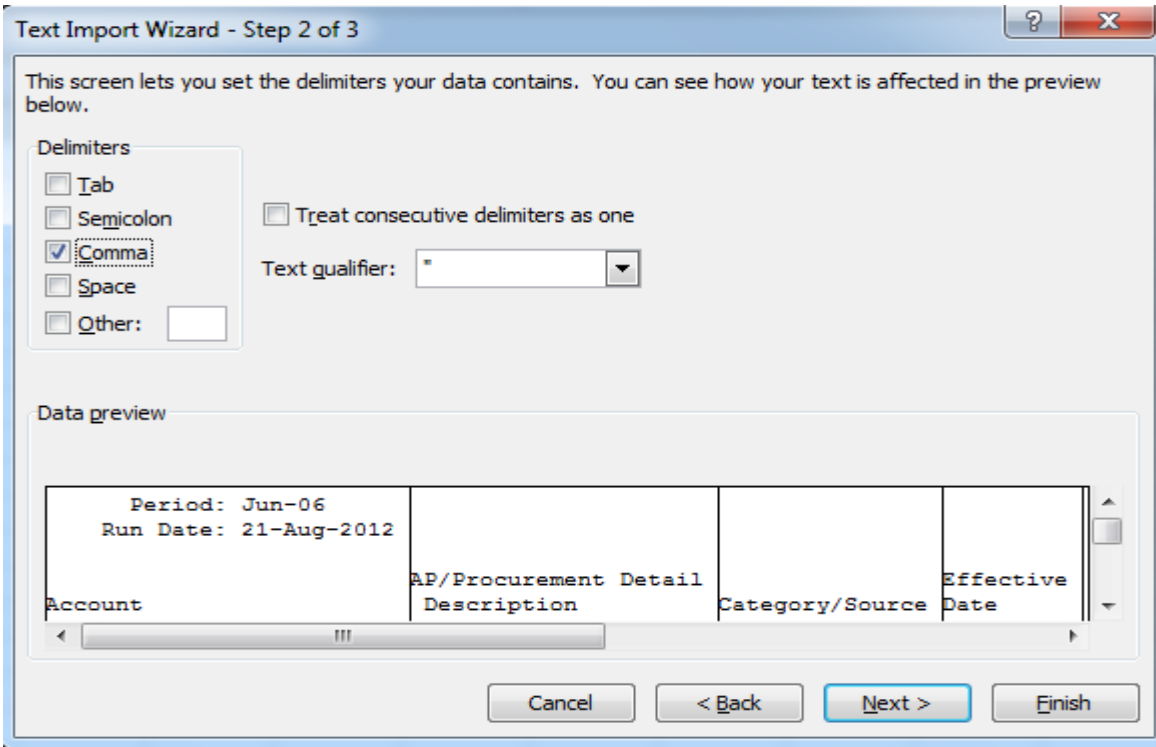 Text Import Wizard - Step 2 of 3
This screen lets you set the delimiters your data contains.  You can see how your text is affected in the preview
below.
Delimiters
Tab
Semicolon
Comma
Space
Other:
Treat consecutive delimiters as one
Text qualifier: "
Data preview
Period: Jun-06
Run Date: 21-Aug-2012
AP/Procurement Detail Effective
Account Description Category/Source Date
Cancel < Back Next > Finish